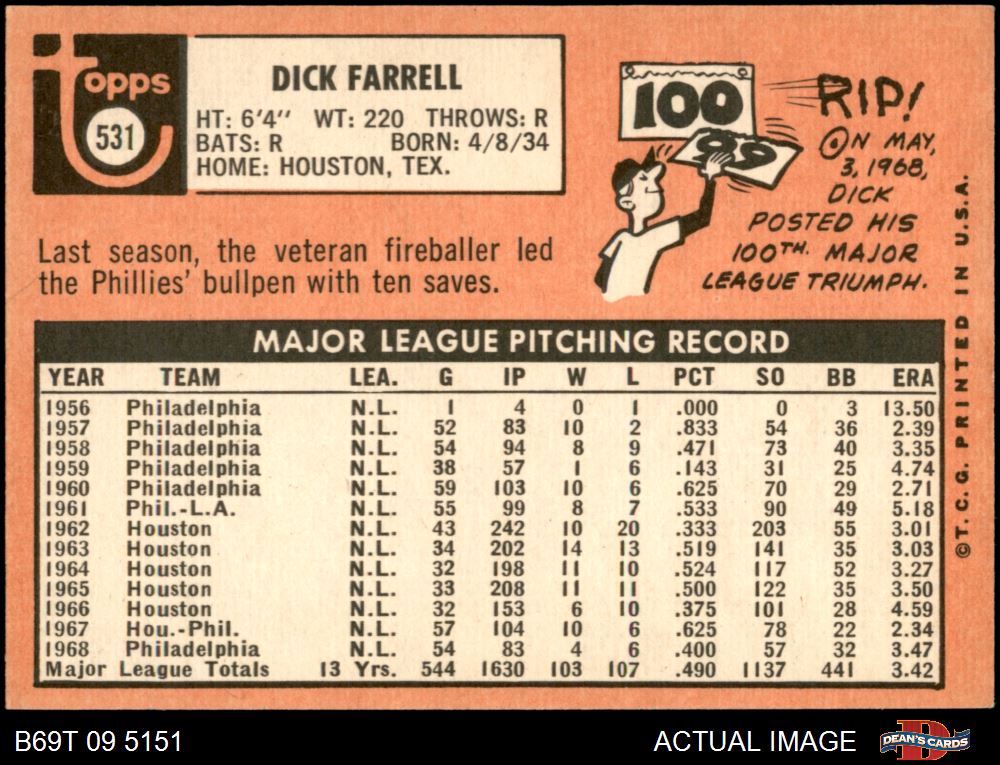 Topps
531
DICK FARRELL
HT: 6'4" WT: 220 THROWS: R
BATS: R BORN: 4/8/34
HOME: HOUSTON, TEX.
100
99
RIP!
ON MAY,
3, 1968,
DICK
POSTED HIS
100TH. MAJOR
LEAGUE TRIUMPH.
Last season, the veteran fireballer led
the Phillies' bullpen with ten saves.
MAJOR LEAGUE PITCHING RECORD
YEAR TEAM LEA. G IP W L PCT SO BB ERA
1956 Philadelphia N.L. 1 4 0 1 .000 0 3 13.50
1957 Philadelphia N.L. 52 83 10 2 .833 54 36 2.39
1958 Philadelphia N.L. 54 94 8 9 .471 73 40 3.35
1959 Philadelphia N.L. 38 57 1 6 .143 31 25 4.74
1960 Philadelphia N.L. 59 103 10 6 .625 70 29 2.71
1961 Phil.-L.A. N.L. 55 99 8 7 .533 90 49 5.18
1962 Houston N.L. 43 242 10 20 .333 203 55 3.01
1963 Houston N.L. 34 202 14 13 .519 141 35 3.03
1964 Houston N.L. 32 198 11 10 .524 117 52 3.27
1965 Houston N.L. 33 208 11 11 .500 122 35 3.50
1966 Houston N.L. 32 153 6 10 .375 101 28 4.59
1967 Hou.-Phil. N.L. 57 104 10 6 .625 78 22 2.34
1968 Philadelphia N.L. 54 83 4 6 .400 57 32 3.47
Major League Totals 13 Yrs. 544 1630 103 107 .490 1137 441 3.42
©T.C.G. PRINTED IN U.S.A.
B69T 09 5151
ACTUAL IMAGE
DEAN'S CARDS